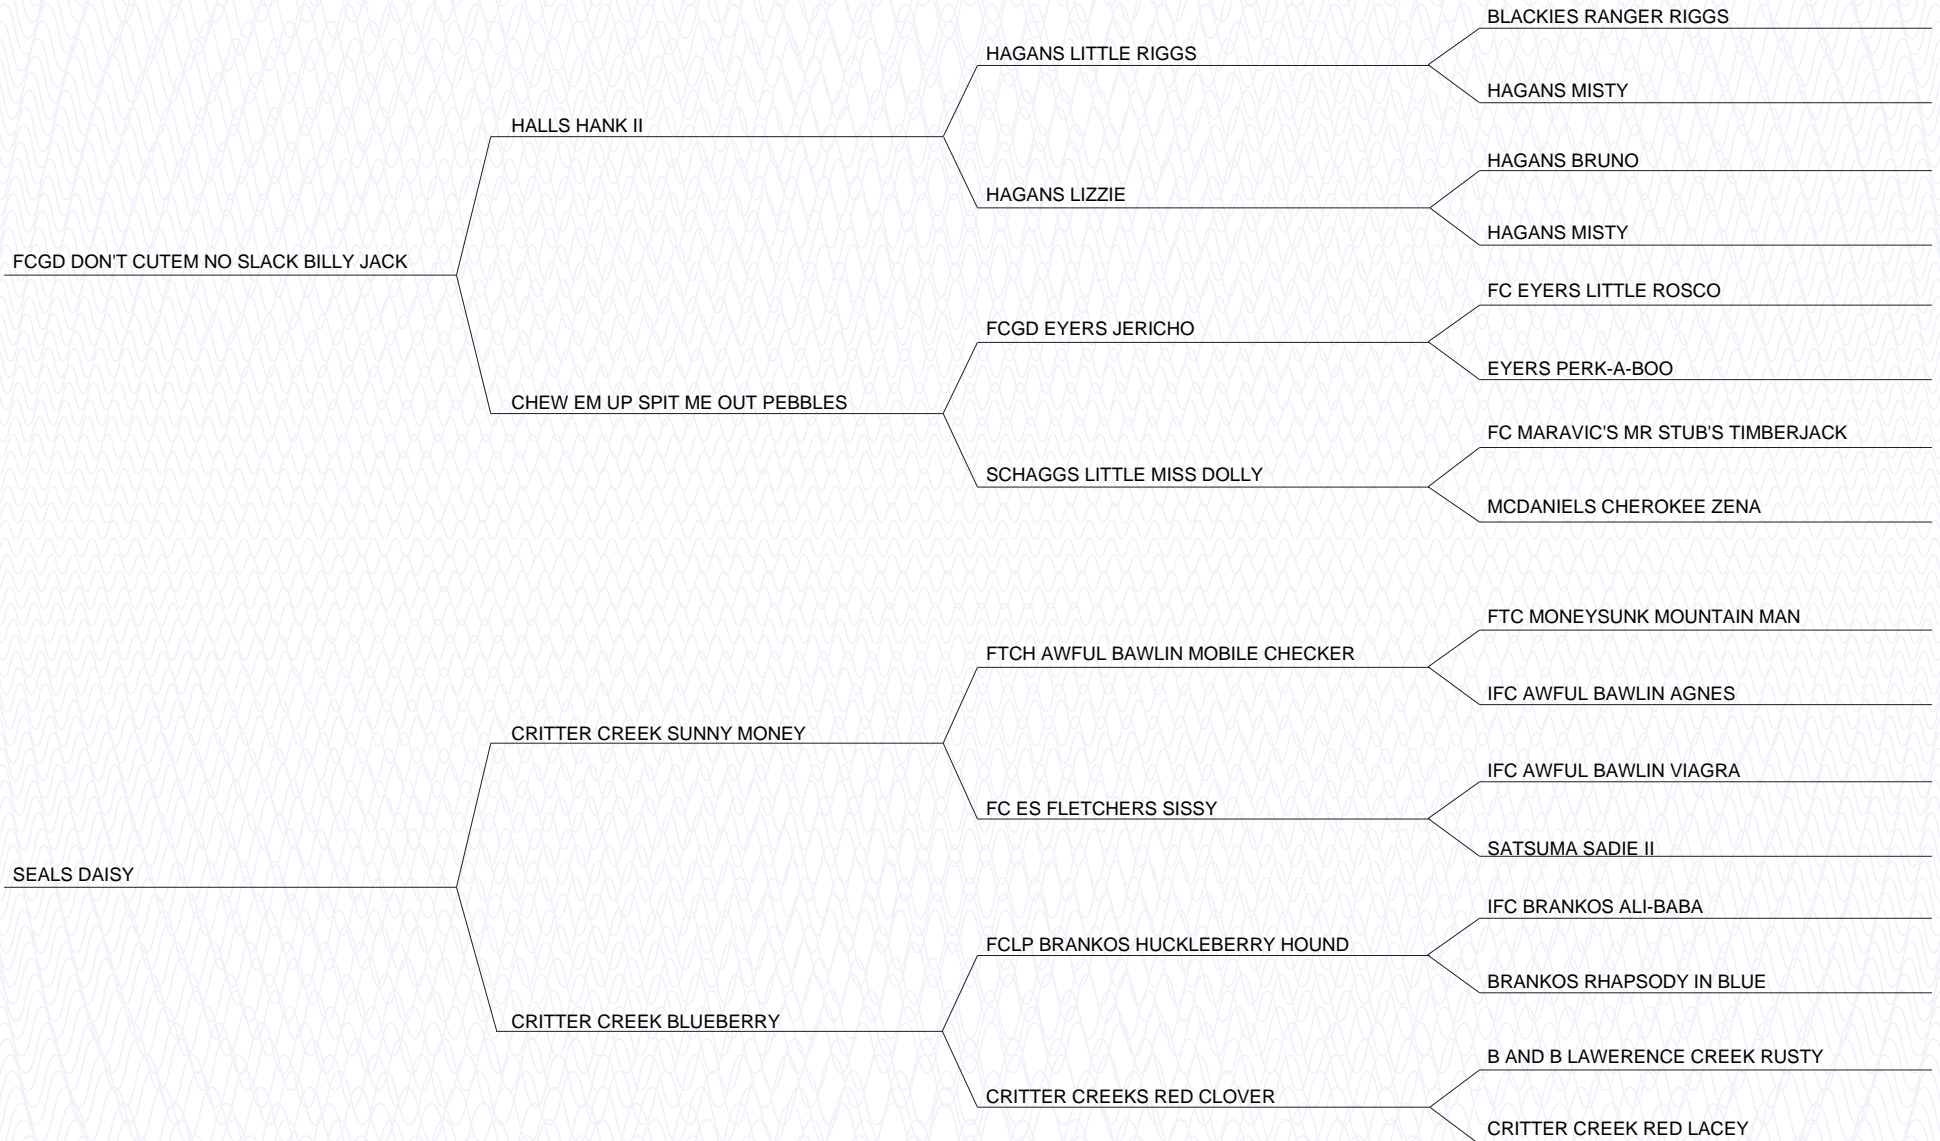 BLACKIES RANGER RIGGS
HAGANS LITTLE RIGGS
HAGANS MISTY
HALLS HANK II
HAGANS BRUNO
HAGANS LIZZIE
HAGANS MISTY
FCGD DON'T CUTEM NO SLACK BILLY JACK
FC EYERS LITTLE ROSCO
FCGD EYERS JERICHO
EYERS PERK-A-BOO
CHEW EM UP SPIT ME OUT PEBBLES
FC MARAVIC'S MR STUB'S TIMBERJACK
SCHAGGS LITTLE MISS DOLLY
MCDANIELS CHEROKEE ZENA
FTC MONEYSUNK MOUNTAIN MAN
FTCH AWFUL BAWLIN MOBILE CHECKER
IFC AWFUL BAWLIN AGNES
CRITTER CREEK SUNNY MONEY
IFC AWFUL BAWLIN VIAGRA
FC ES FLETCHERS SISSY
SATSUMA SADIE II
SEALS DAISY
IFC BRANKOS ALI-BABA
FCLP BRANKOS HUCKLEBERRY HOUND
BRANKOS RHAPSODY IN BLUE
CRITTER CREEK BLUEBERRY
B AND B LAWERENCE CREEK RUSTY
CRITTER CREEKS RED CLOVER
CRITTER CREEK RED LACEY